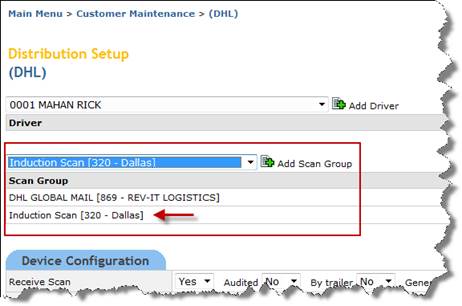 Main Menu > Customer Maintenance > (DHL)
Distribution Setup
(DHL)
0001 MAHAN RICK Add Driver
Driver
Induction Scan [320 - Dallas] Add Scan Group
Scan Group
DHL GLOBAL MAIL [869 - REV-IT LOGISTICS]
Induction Scan [320 - Dallas]
Device Configuration
Receive Scan Yes Audited No By trailer No Gener